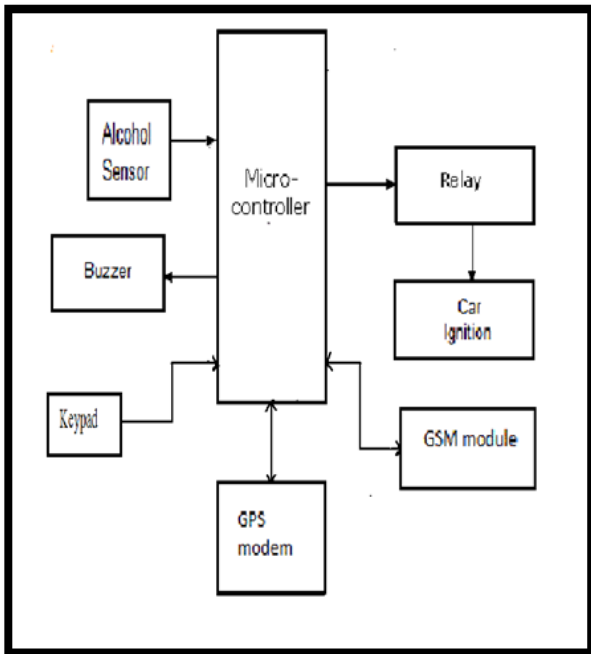 Alcohol
Sensor
Micro-
controller
Relay
Buzzer
Car
Ignition
Keypad
GSM module
GPS
modem